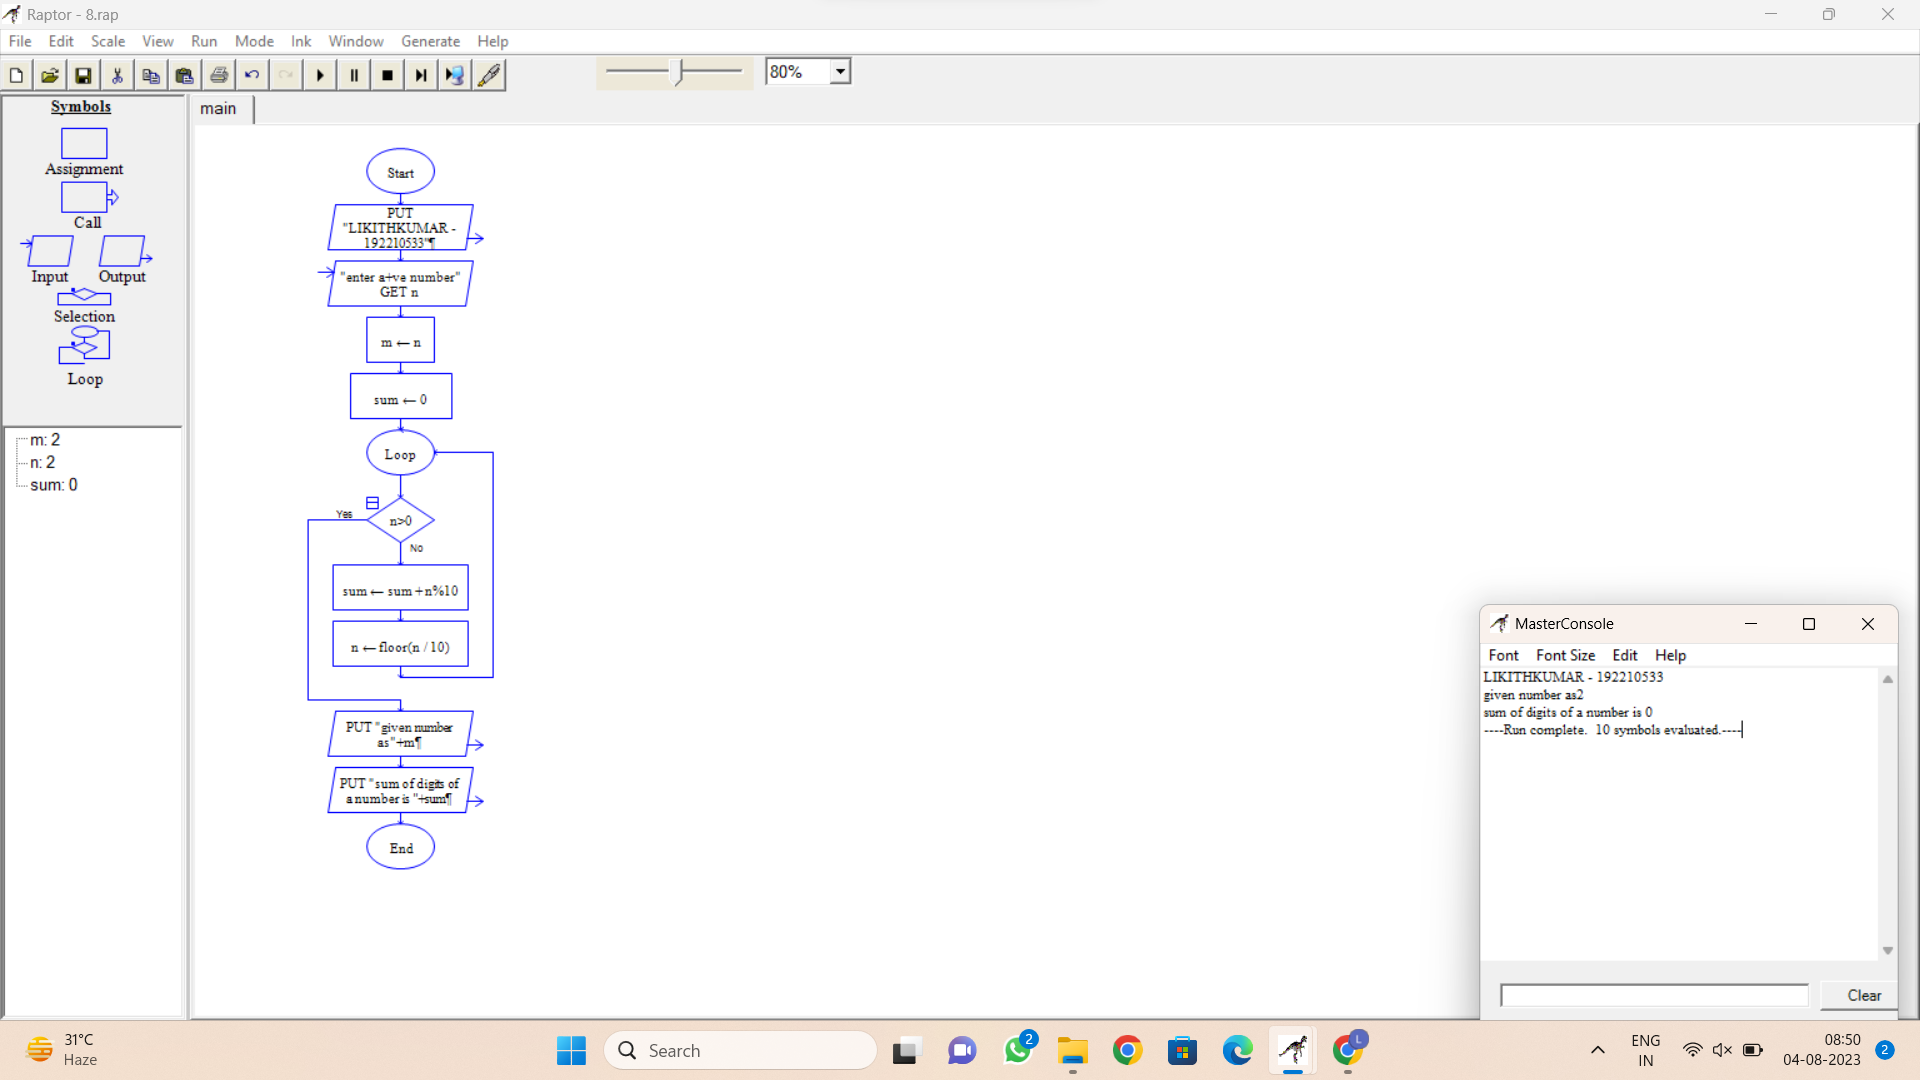 Raptor - 8.rap
File Edit Scale View Run Mode Ink Window Generate Help
80%
Symbols
Assignment
Call
Input Output
Selection
Loop
m: 2
n: 2
sum: 0
main
Start
PUT
"LIKITHKUMAR -
192210533"¶
"enter a+ve number"
GET n
m ← n
sum ← 0
Loop
Yes
n>0
No
sum ← sum+n%10
n ← floor(n / 10)
PUT "given number
as"+m¶
PUT "sum of digits of
a number is "+sum¶
End
MasterConsole
Font Font Size Edit Help
LIKITHKUMAR - 192210533
given number as2
sum of digits of a number is 0
----Run complete.  10 symbols evaluated.----
Clear
31°C
Haze
Search
2
L
ENG
IN
08:50
04-08-2023
2